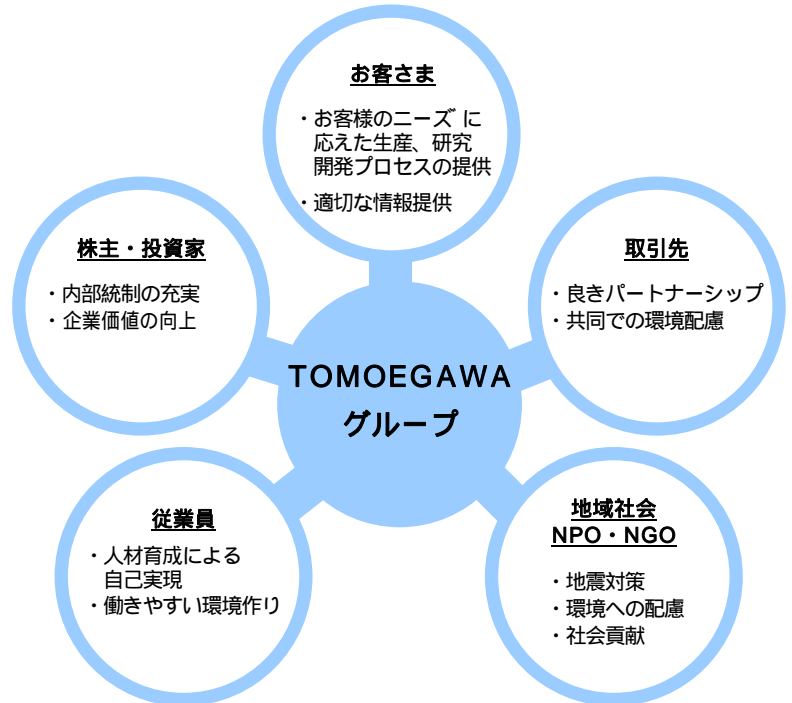 お客さま
・お客様のニーズに
応えた生産、研究
開発プロセスの提供
・適切な情報提供
株主・投資家
・内部統制の充実
・企業価値の向上
取引先
・良きパートナーシップ
・共同での環境配慮
TOMOEGAWA
グループ
従業員
・人材育成による
自己実現
・働きやすい環境作り
地域社会
NPO・NGO
・地震対策
・環境への配慮
・社会貢献